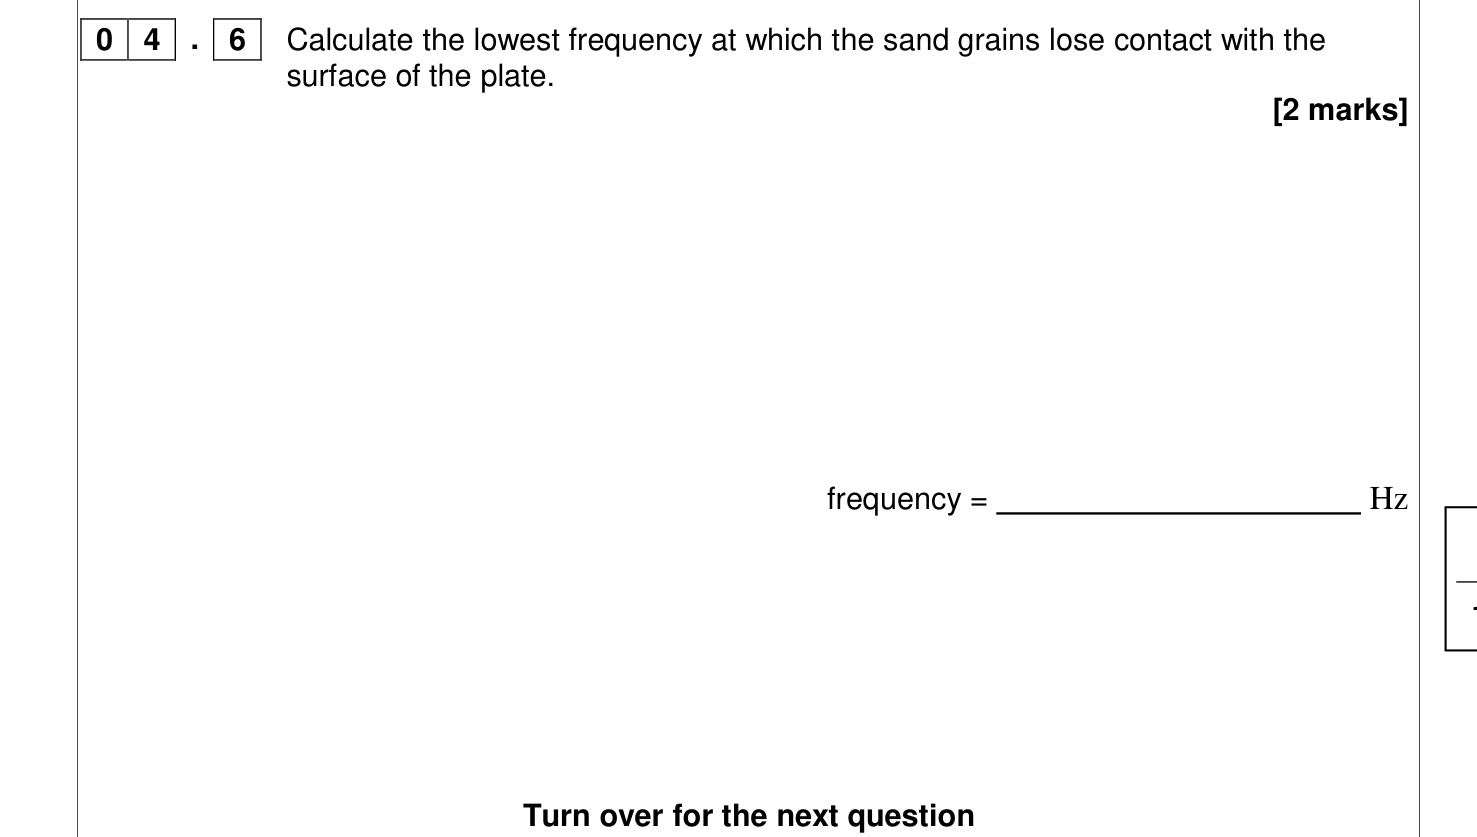 0 4 . 6 Calculate the lowest frequency at which the sand grains lose contact with the
surface of the plate.
[2 marks]
frequency = ____________________ Hz
Turn over for the next question